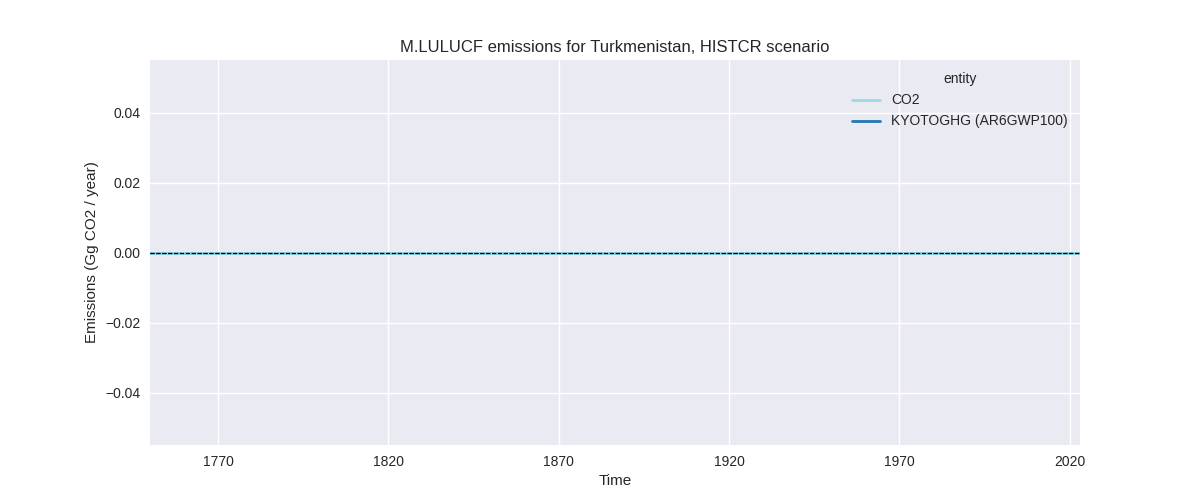 M.LULUCF emissions for Turkmenistan, HISTCR scenario
entity
CO2
KYOTOGHG (AR6GWP100)
Emissions (Gg CO2 / year)
0.04
0.02
0.00
−0.02
−0.04
1770
1820
1870
1920
1970
2020
Time